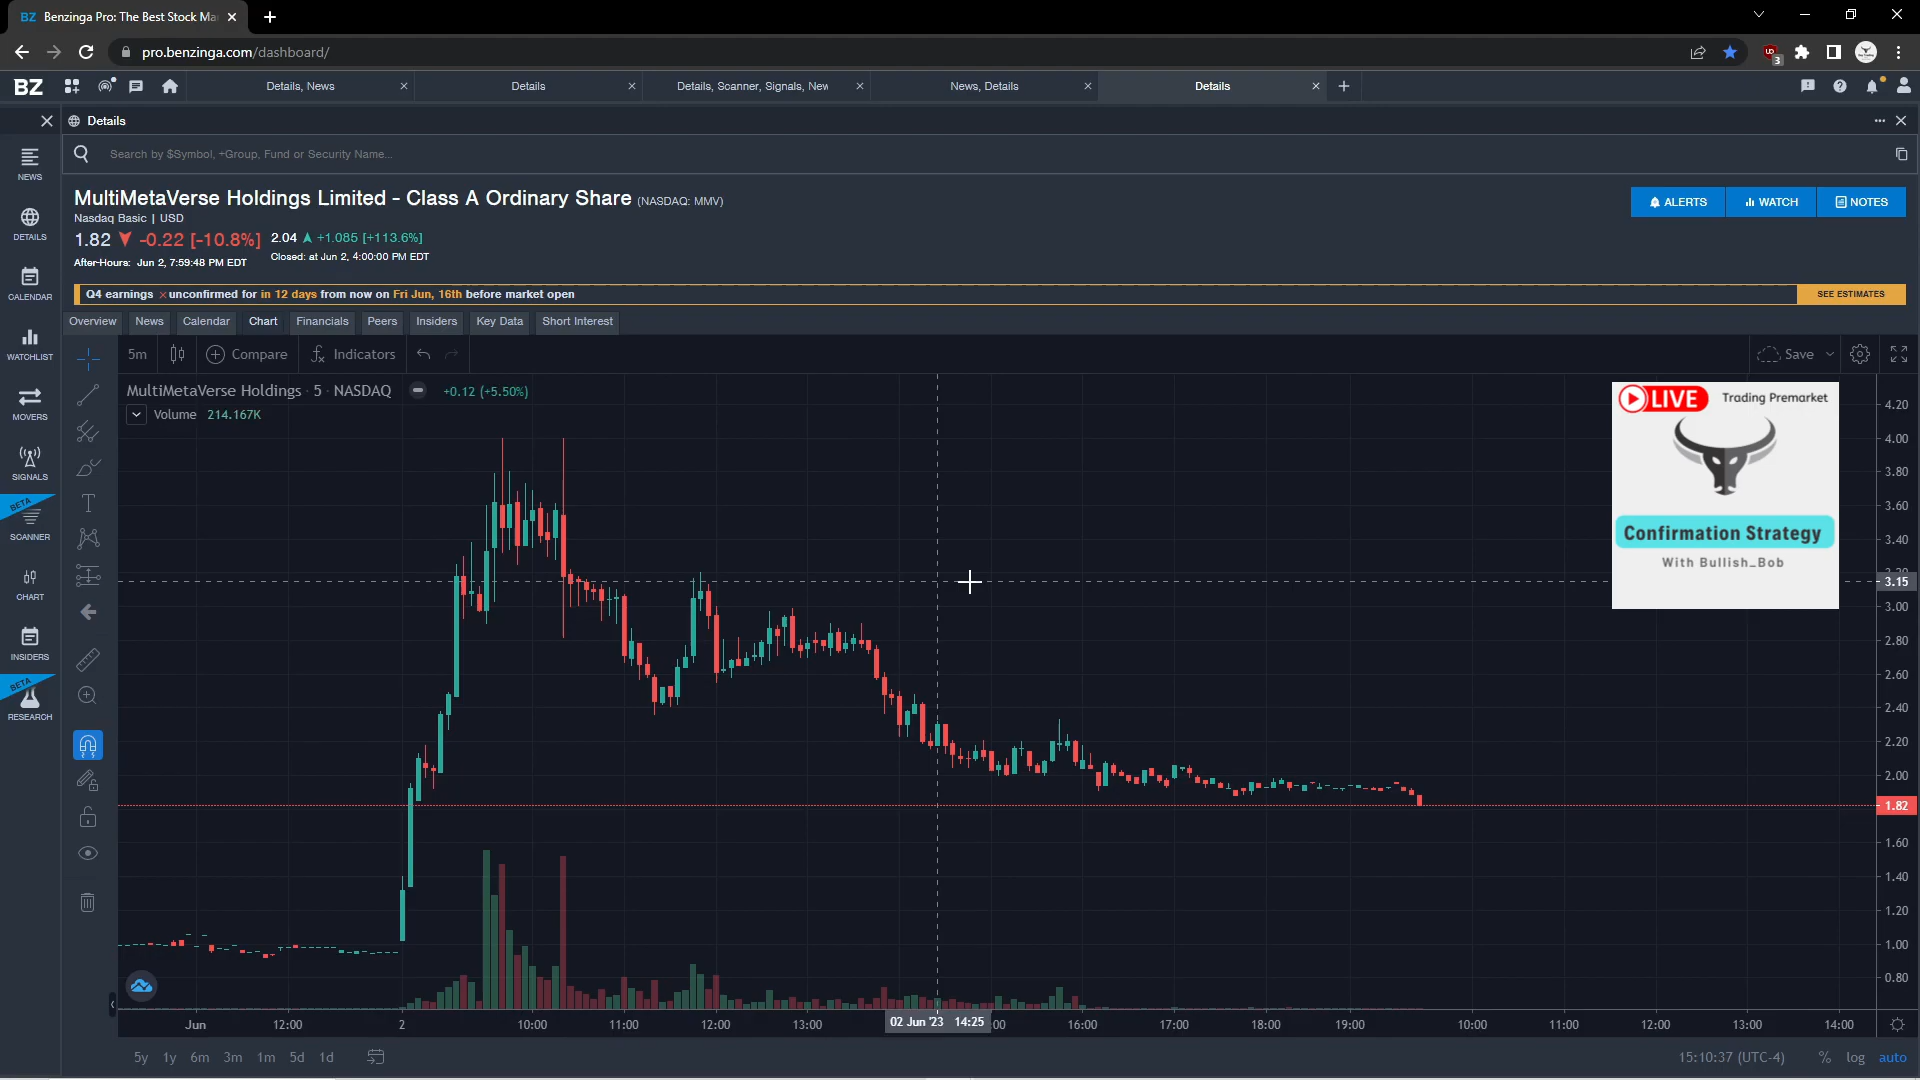 BZ Benzinga Pro: The Best Stock Ma
pro.benzinga.com/dashboard/
3
BZ
Details, News
Details
Details, Scanner, Signals, New
News, Details
Details
Details
Search by $Symbol, +Group, Fund or Security Name...
MultiMetaVerse Holdings Limited - Class A Ordinary Share (NASDAQ: MMV)
ALERTS
WATCH
NOTES
Nasdaq Basic | USD
1.82 -0.22 [-10.8%] 2.04 +1.085 [+113.6%]
After-Hours: Jun 2, 7:59:48 PM EDT Closed: at Jun 2, 4:00:00 PM EDT
Q4 earnings × unconfirmed for in 12 days from now on Fri Jun, 16th before market open
SEE ESTIMATES
Overview News Calendar Chart Financials Peers Insiders Key Data Short Interest
5m Compare Indicators Save
MultiMetaVerse Holdings · 5 · NASDAQ +0.12 (+5.50%)
Volume 214.167K
NEWS
DETAILS
CALENDAR
WATCHLIST
MOVERS
SIGNALS
BETA
SCANNER
CHART
INSIDERS
BETA
RESEARCH
LIVE Trading Premarket
Confirmation Strategy
With Bullish_Bob
4.20
4.00
3.80
3.60
3.40
3.15
3.00
2.80
2.60
2.40
2.20
2.00
1.82
1.60
1.40
1.20
1.00
0.80
Jun 12:00 2 10:00 11:00 12:00 13:00 02 Jun '23 14:25 :00 16:00 17:00 18:00 19:00 10:00 11:00 12:00 13:00 14:00
5y 1y 6m 3m 1m 5d 1d
15:10:37 (UTC-4) % log auto